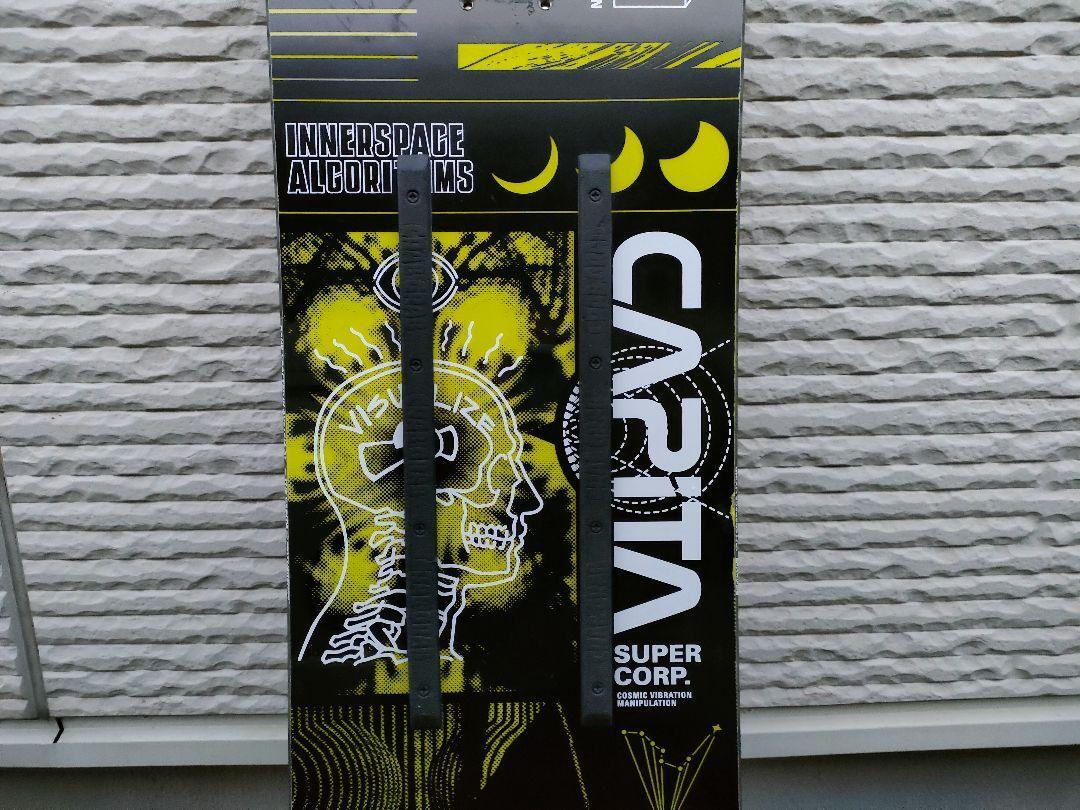 INNERSPACE
ALGORITHMS
VISUALIZE
CAPiTA
SUPER
CORP.
COSMIC VIBRATION
MANIPULATION